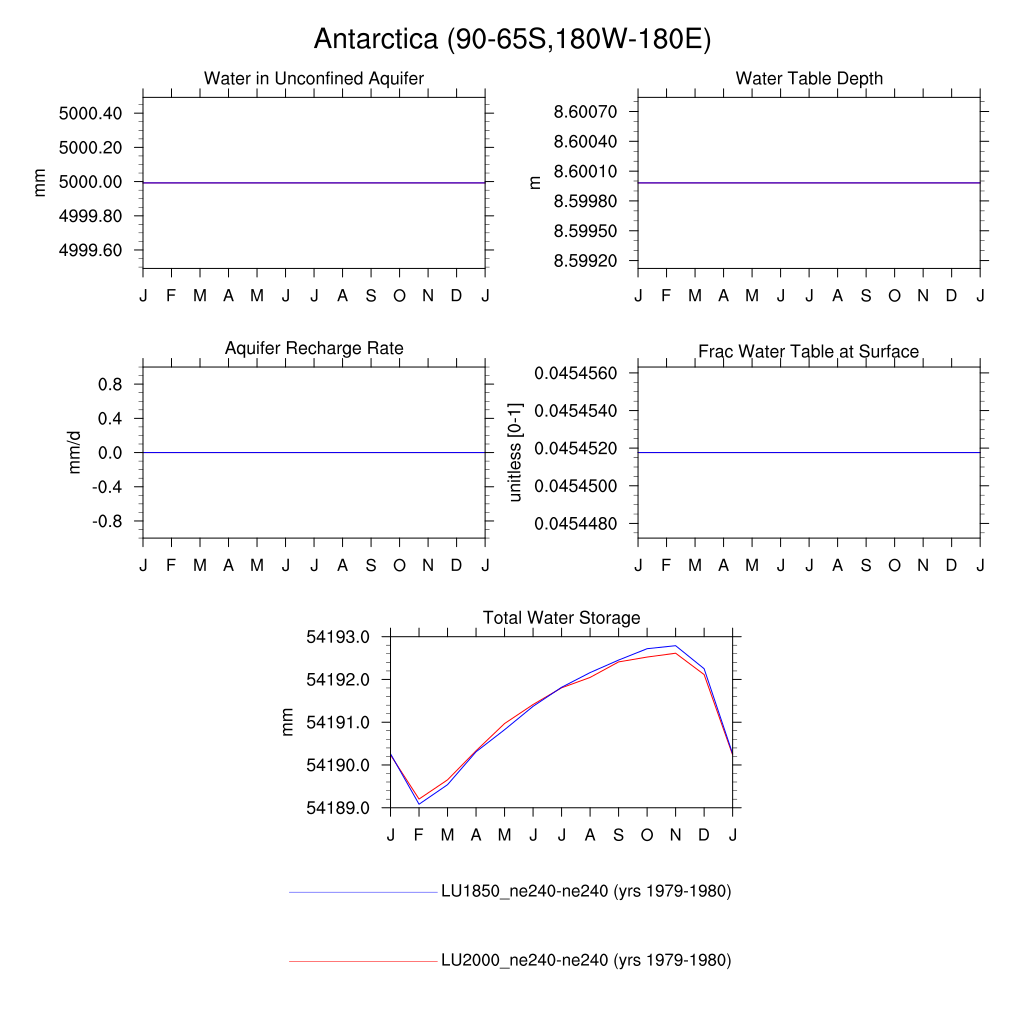 Antarctica (90-65S,180W-180E)
Water in Unconfined Aquifer
mm
5000.40
5000.20
5000.00
4999.80
4999.60
J F M A M J J A S O N D J
Water Table Depth
m
8.60070
8.60040
8.60010
8.59980
8.59950
8.59920
J F M A M J J A S O N D J
Aquifer Recharge Rate
mm/d
0.8
0.4
0.0
-0.4
-0.8
J F M A M J J A S O N D J
Frac Water Table at Surface
unitless [0-1]
0.0454560
0.0454540
0.0454520
0.0454500
0.0454480
J F M A M J J A S O N D J
Total Water Storage
mm
54193.0
54192.0
54191.0
54190.0
54189.0
J F M A M J J A S O N D J
LU1850_ne240-ne240 (yrs 1979-1980)
LU2000_ne240-ne240 (yrs 1979-1980)